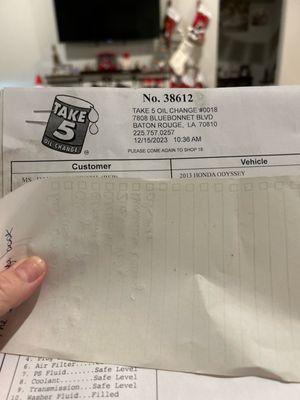 No. 38612
TAKE 5 OIL CHANGE #0018
7808 BLUEBONNET BLVD
BATON ROUGE, LA 70810
225.757.0257
12/15/2023 10:36 AM
PLEASE COME AGAIN TO SHOP 18
TAKE
5
OIL CHANGE
®
Customer
Vehicle
MS.
2013 HONDA ODYSSEY
6. Air Filter
7. PS Fluid.......Safe Level
8. Coolant........Safe Level
9. Transmission...Safe Level
10. Washer Fluid...Filled